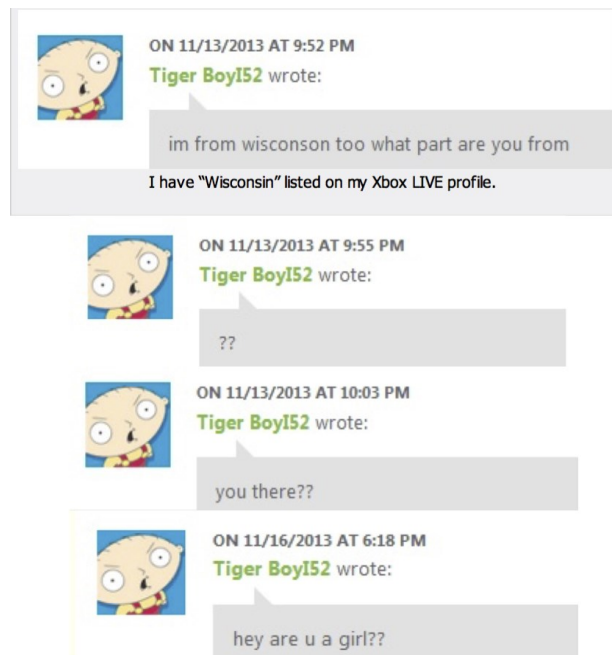 ON 11/13/2013 AT 9:52 PM
Tiger BoyI52 wrote:
im from wisconson too what part are you from
I have “Wisconsin” listed on my Xbox LIVE profile.
ON 11/13/2013 AT 9:55 PM
Tiger BoyI52 wrote:
??
ON 11/13/2013 AT 10:03 PM
Tiger BoyI52 wrote:
you there??
ON 11/16/2013 AT 6:18 PM
Tiger BoyI52 wrote:
hey are u a girl??